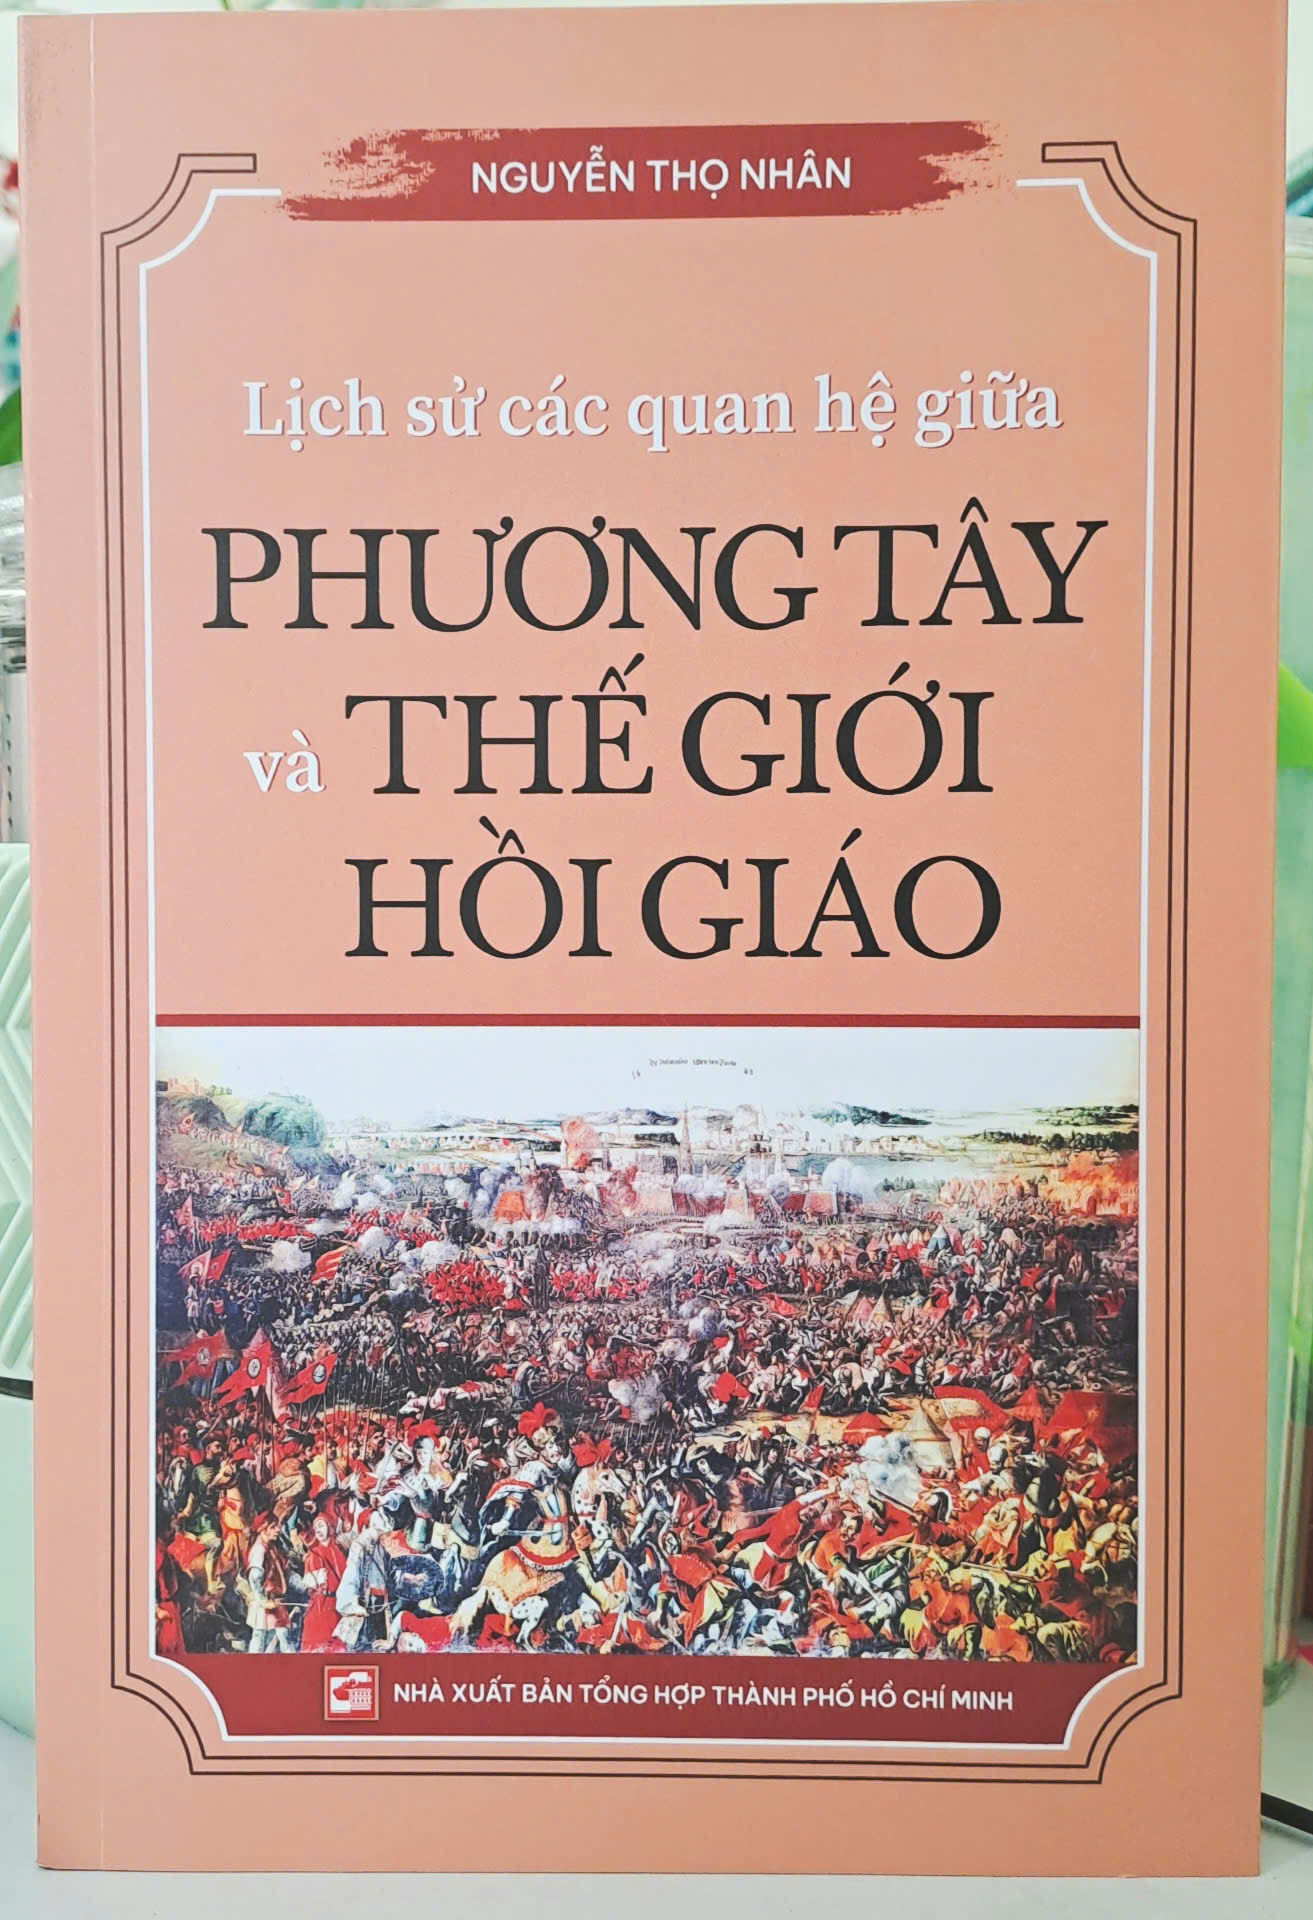 NGUYỄN THỌ NHÂN
Lịch sử các quan hệ giữa
PHƯƠNG TÂY
và THẾ GIỚI
HỒI GIÁO
NHÀ XUẤT BẢN TỔNG HỢP THÀNH PHỐ HỒ CHÍ MINH